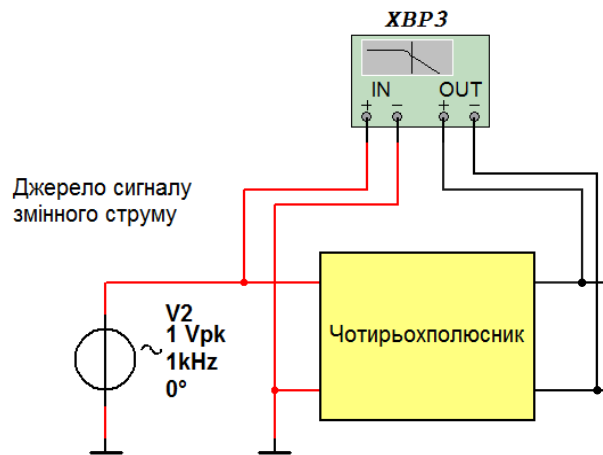 XBP3
IN OUT
+ − + −
Джерело сигналу
змінного струму
V2
1 Vpk
1kHz
0°
Чотирьохполюсник